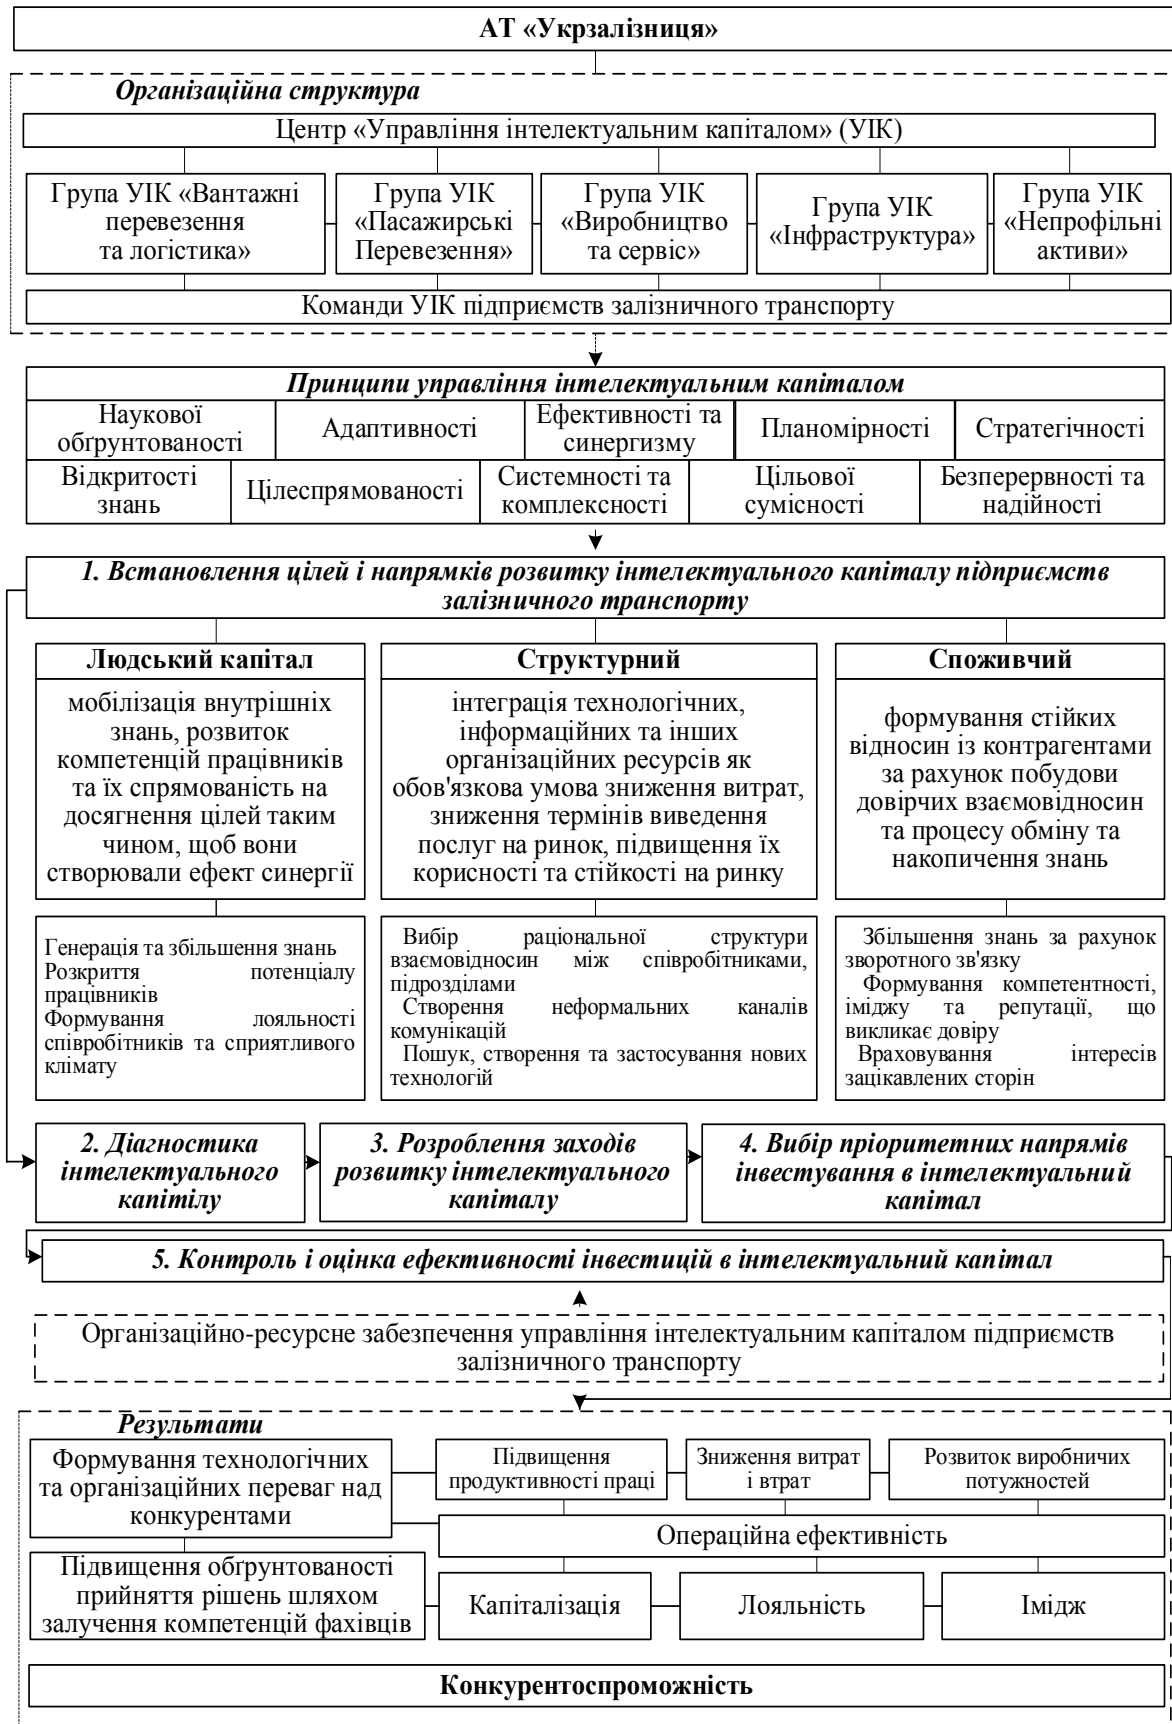 АТ «Укрзалізниця»
Організаційна структура
Центр «Управління інтелектуальним капіталом» (УІК)
Група УІК «Вантажні
перевезення
та логістика»
Група УІК
«Пасажирські
Перевезення»
Група УІК
«Виробництво
та сервіс»
Група УІК
«Інфраструктура»
Група УІК
«Непрофільні
активи»
Команди УІК підприємств залізничного транспорту
Принципи управління інтелектуальним капіталом
Наукової
обґрунтованості
Адаптивності
Ефективності та
синергизму
Планомірності
Стратегічності
Відкритості
знань
Цілеспрямованості
Системності та
комплексності
Цільової
сумісності
Безперервності та
надійності
1. Встановлення цілей і напрямків розвитку інтелектуального капіталу підприємств
залізничного транспорту
Людський капітал
мобілізація внутрішніх
знань, розвиток
компетенцій працівників
та їх спрямованість на
досягнення цілей таким
чином, щоб вони
створювали ефект синергії
Структурний
інтеграція технологічних,
інформаційних та інших
організаційних ресурсів як
обов'язкова умова зниження витрат,
зниження термінів виведення
послуг на ринок, підвищення їх
корисності та стійкості на ринку
Споживчий
формування стійких
відносин із контрагентами
за рахунок побудови
довірчих взаємовідносин
та процесу обміну та
накопичення знань
Генерація та збільшення знань
Розкриття потенціалу
працівників
Формування лояльності
співробітників та сприятливого
клімату
Вибір раціональної структури
взаємовідносин між співробітниками,
підрозділами
Створення неформальних каналів
комунікацій
Пошук, створення та застосування нових
технологій
Збільшення знань за рахунок
зворотного зв'язку
Формування компетентності,
іміджу та репутації, що
викликає довіру
Враховування інтересів
зацікавлених сторін
2. Діагностика
інтелектуального
капітілу
3. Розроблення заходів
розвитку інтелектуального
капіталу
4. Вибір пріоритетних напрямів
інвестування в інтелектуальний
капітал
5. Контроль і оцінка ефективності інвестицій в інтелектуальний капітал
Організаційно-ресурсне забезпечення управління інтелектуальним капіталом підприємств
залізничного транспорту
Результати
Формування технологічних
та організаційних переваг над
конкурентами
Підвищення
продуктивності праці
Зниження витрат
і втрат
Розвиток виробничих
потужностей
Операційна ефективність
Підвищення обґрунтованості
прийняття рішень шляхом
залучення компетенцій фахівців
Капіталізація
Лояльність
Імідж
Конкурентоспроможність